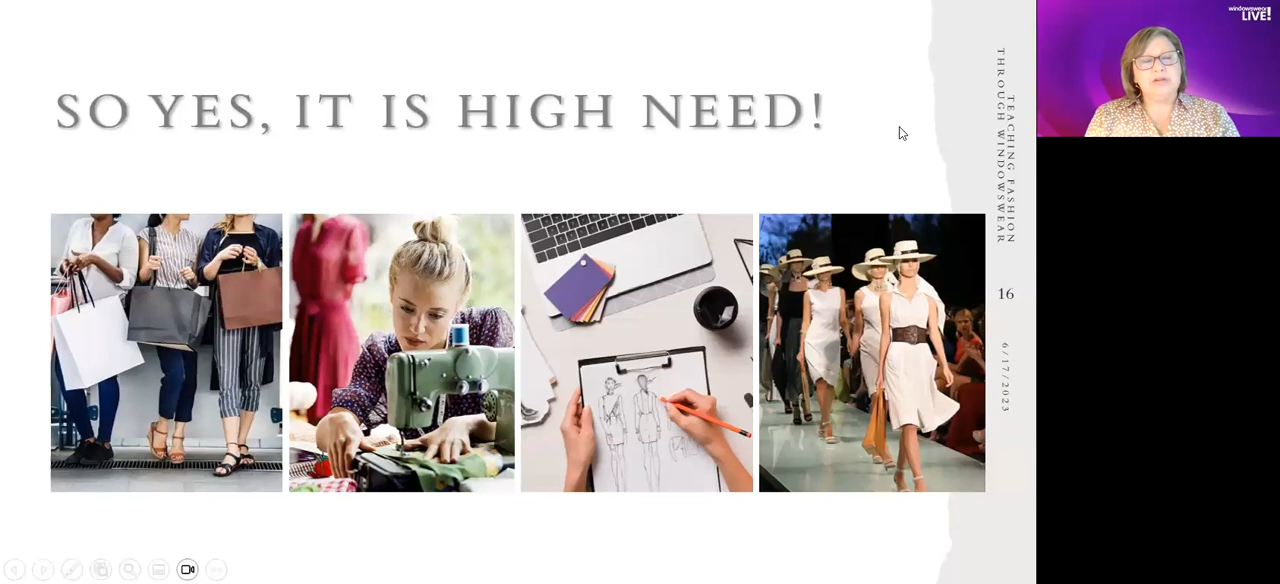 SO YES, IT IS HIGH NEED!
TEACHING FASHION
THROUGH WINDOWSWEAR
16
6/17/2023
windowswear
LIVE!